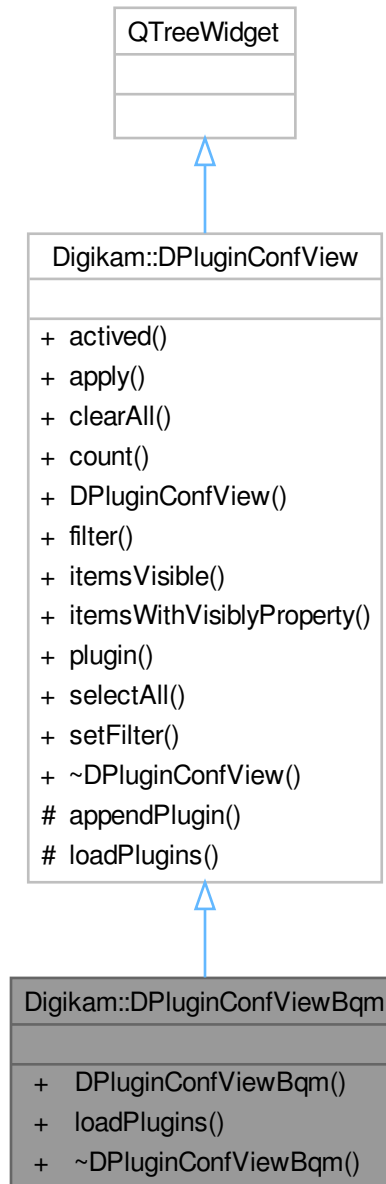 QTreeWidget
Digikam::DPluginConfView
+ actived()
+ apply()
+ clearAll()
+ count()
+ DPluginConfView()
+ filter()
+ itemsVisible()
+ itemsWithVisiblyProperty()
+ plugin()
+ selectAll()
+ setFilter()
+ ~DPluginConfView()
# appendPlugin()
# loadPlugins()
Digikam::DPluginConfViewBqm
+ DPluginConfViewBqm()
+ loadPlugins()
+ ~DPluginConfViewBqm()